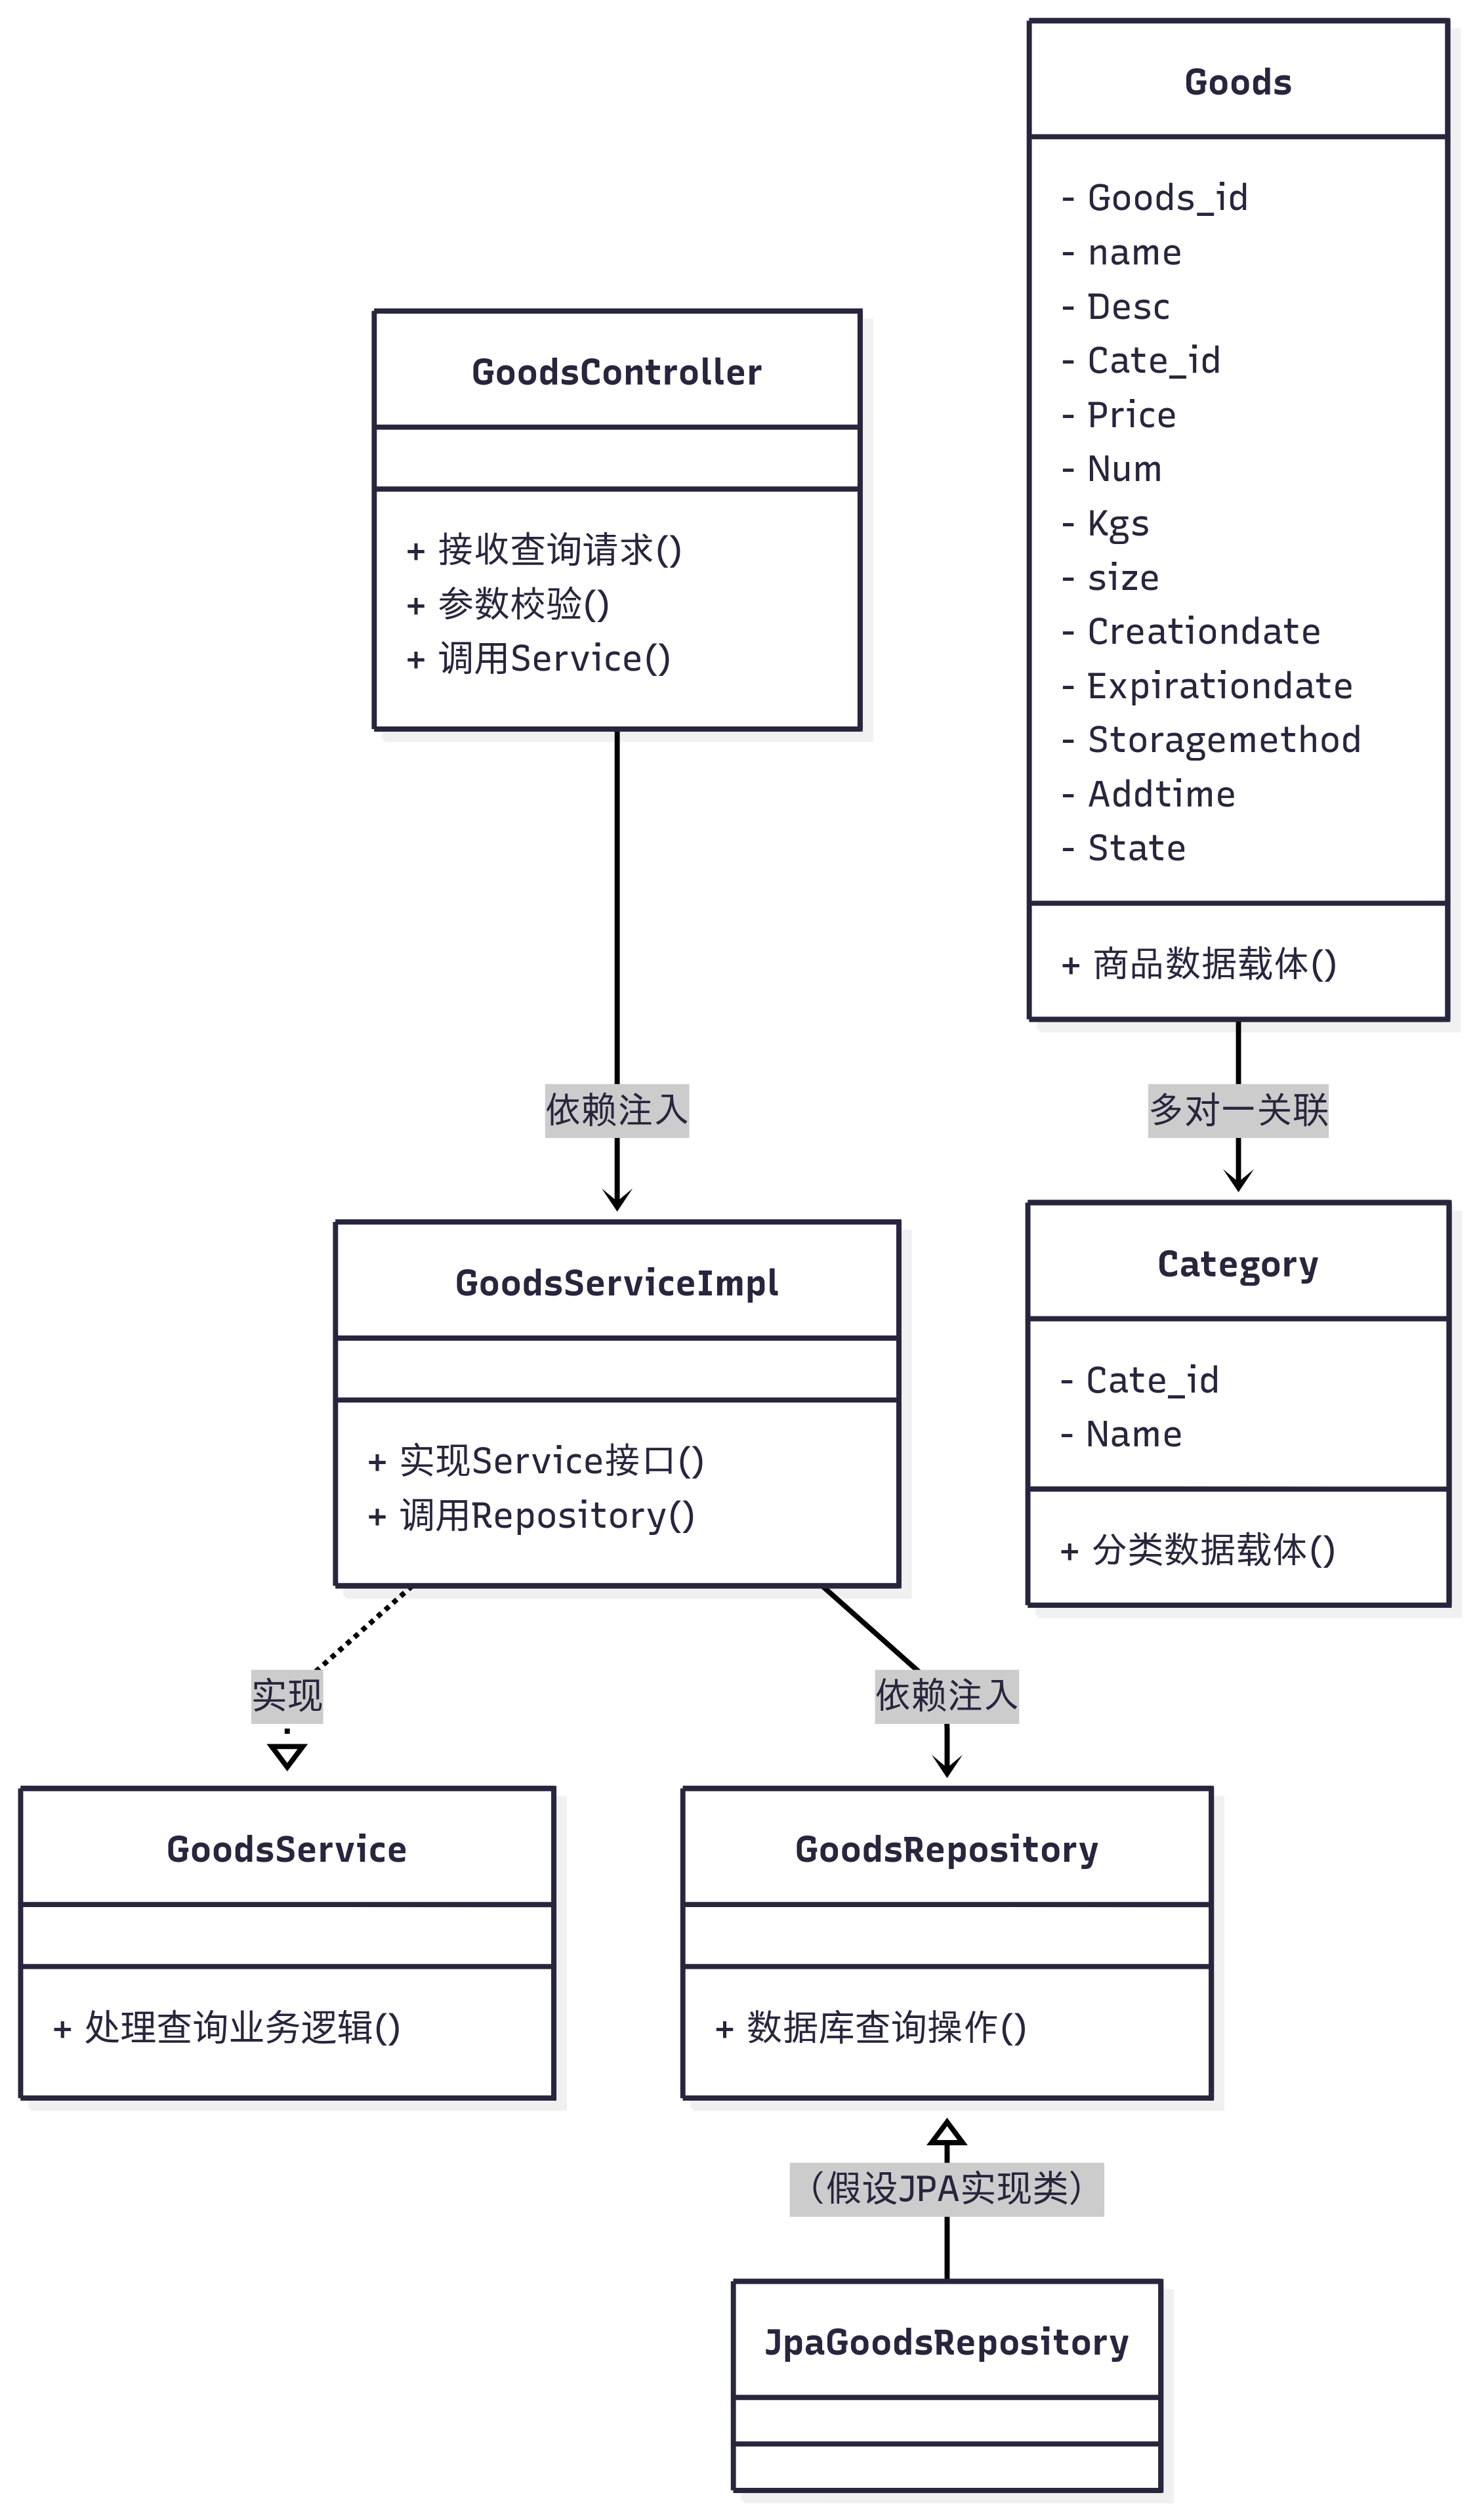 Goods
- Goods_id
- name
- Desc
- Cate_id
- Price
- Num
- Kgs
- size
- Creationdate
- Expirationdate
- Storagemethod
- Addtime
- State
+ 商品数据载体()
GoodsController
+ 接收查询请求()
+ 参数校验()
+ 调用Service()
依赖注入
多对一关联
GoodsServiceImpl
+ 实现Service接口()
+ 调用Repository()
Category
- Cate_id
- Name
+ 分类数据载体()
实现
依赖注入
GoodsService
+ 处理查询业务逻辑()
GoodsRepository
+ 数据库查询操作()
（假设JPA实现类）
JpaGoodsRepository